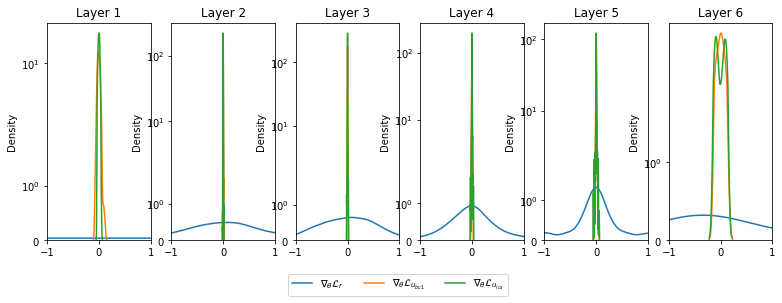 Layer 1 Layer 2 Layer 3 Layer 4 Layer 5 Layer 6
Density Density Density Density Density Density
10¹ 10⁰ 0
10² 10¹ 10⁰ 0
10² 10¹ 10⁰ 0
10² 10¹ 10⁰ 0
10² 10¹ 10⁰ 0
10⁰ 0
−1 0 1 −1 0 1 −1 0 1 −1 0 1 −1 0 1 −1 0 1
∇θℒr ∇θℒu_bc1 ∇θℒu_ics